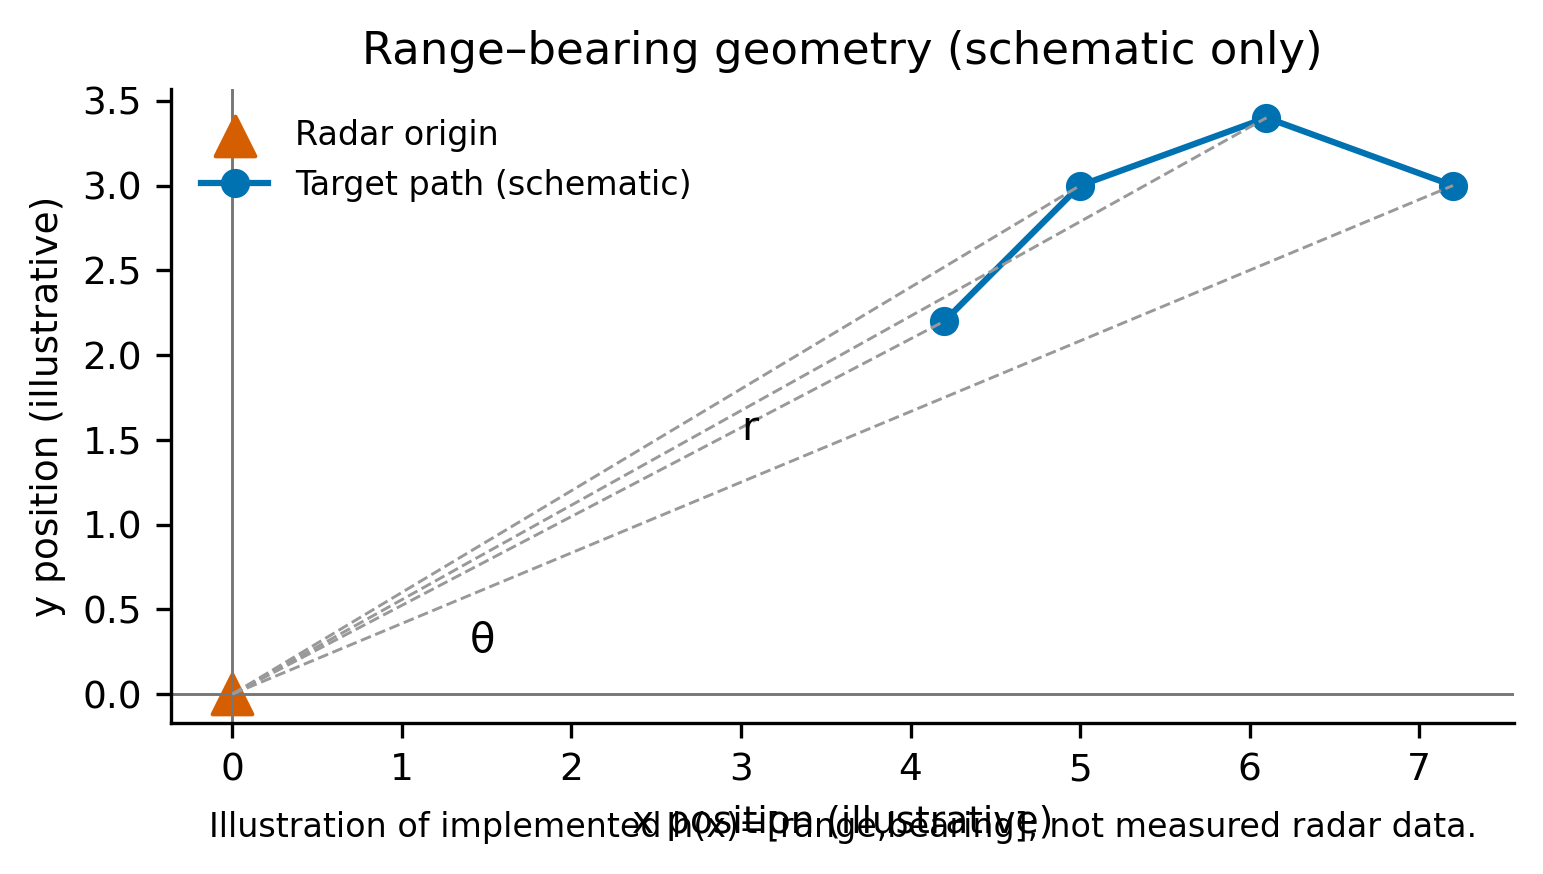 Range–bearing geometry (schematic only)
3.5
3.0
2.5
2.0
1.5
1.0
0.5
0.0
y position (illustrative)
Radar origin
Target path (schematic)
r
θ
0 1 2 3 4 5 6 7
x position (illustrative)
Illustration of implemented h(x)=[range,bearing]; not measured radar data.